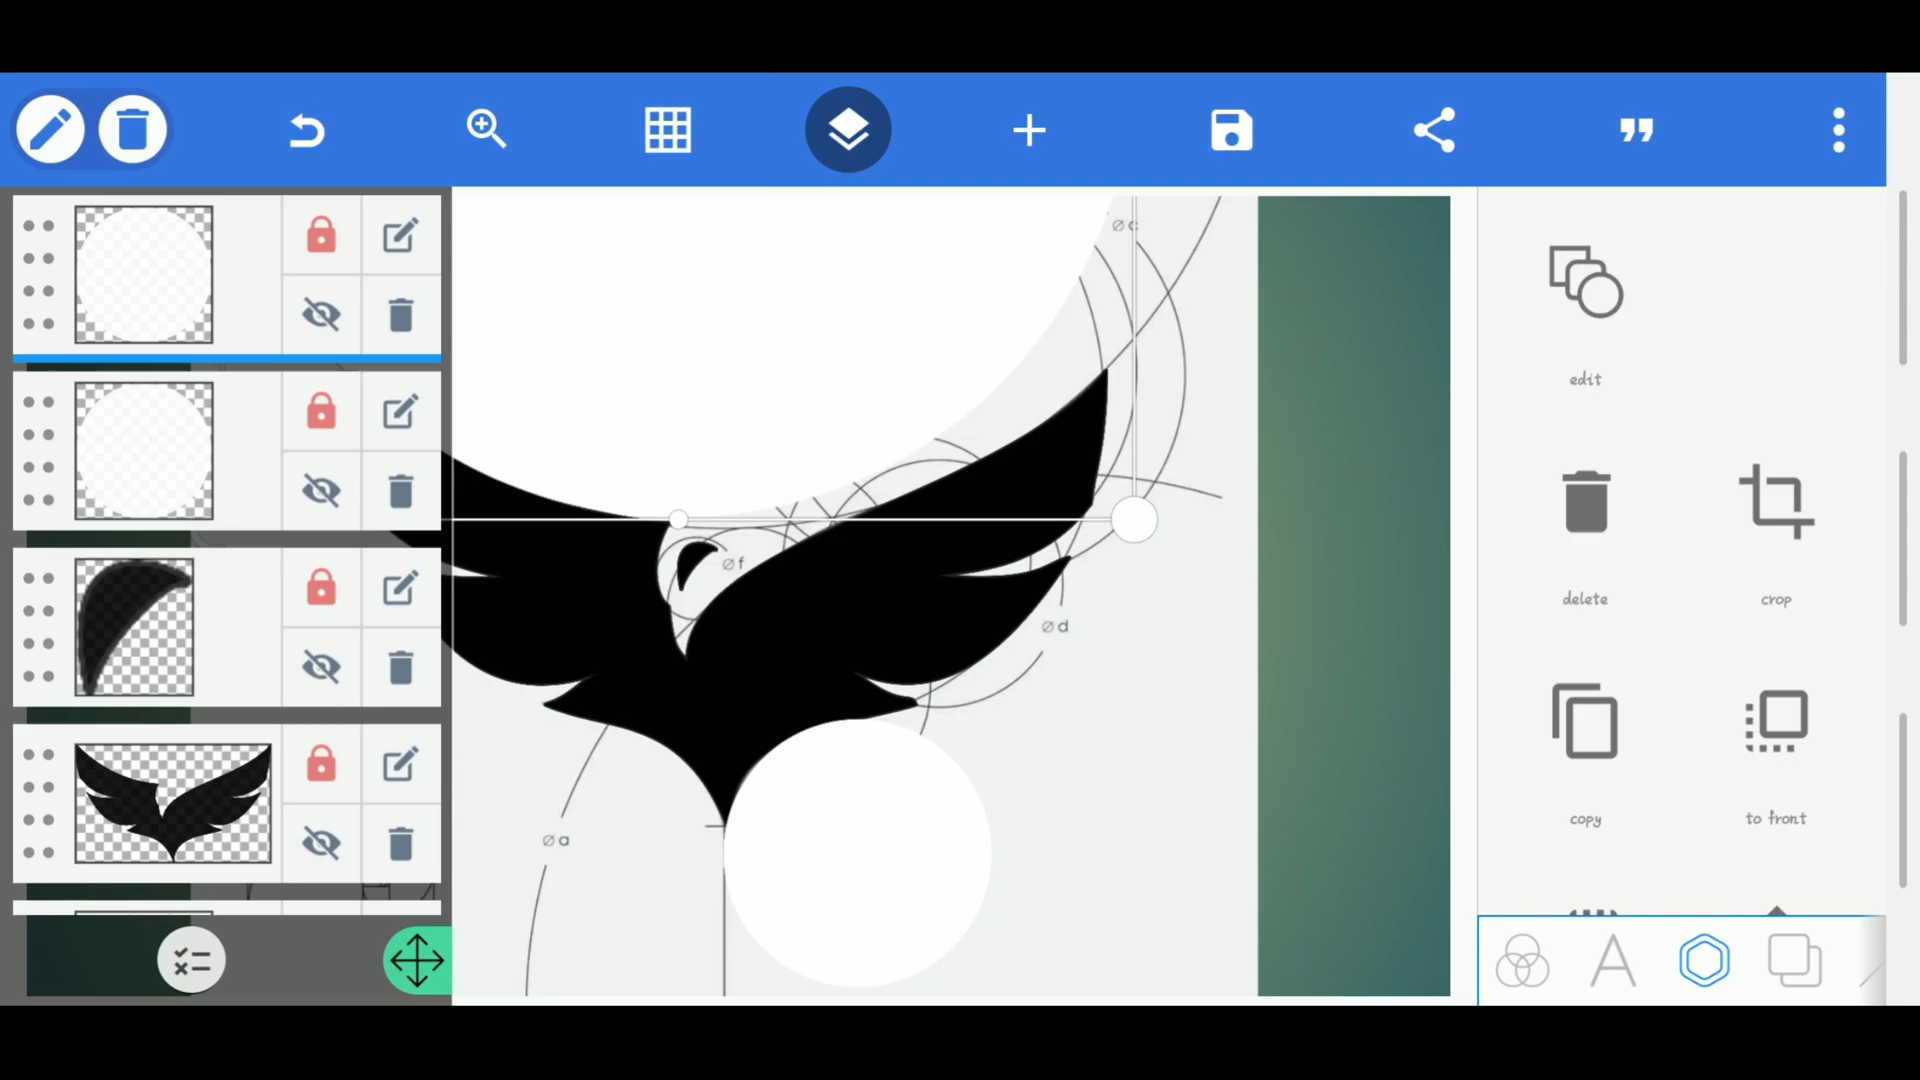 Ø c
edit
Ø f
delete
crop
Ø d
copy
to front
Ø a